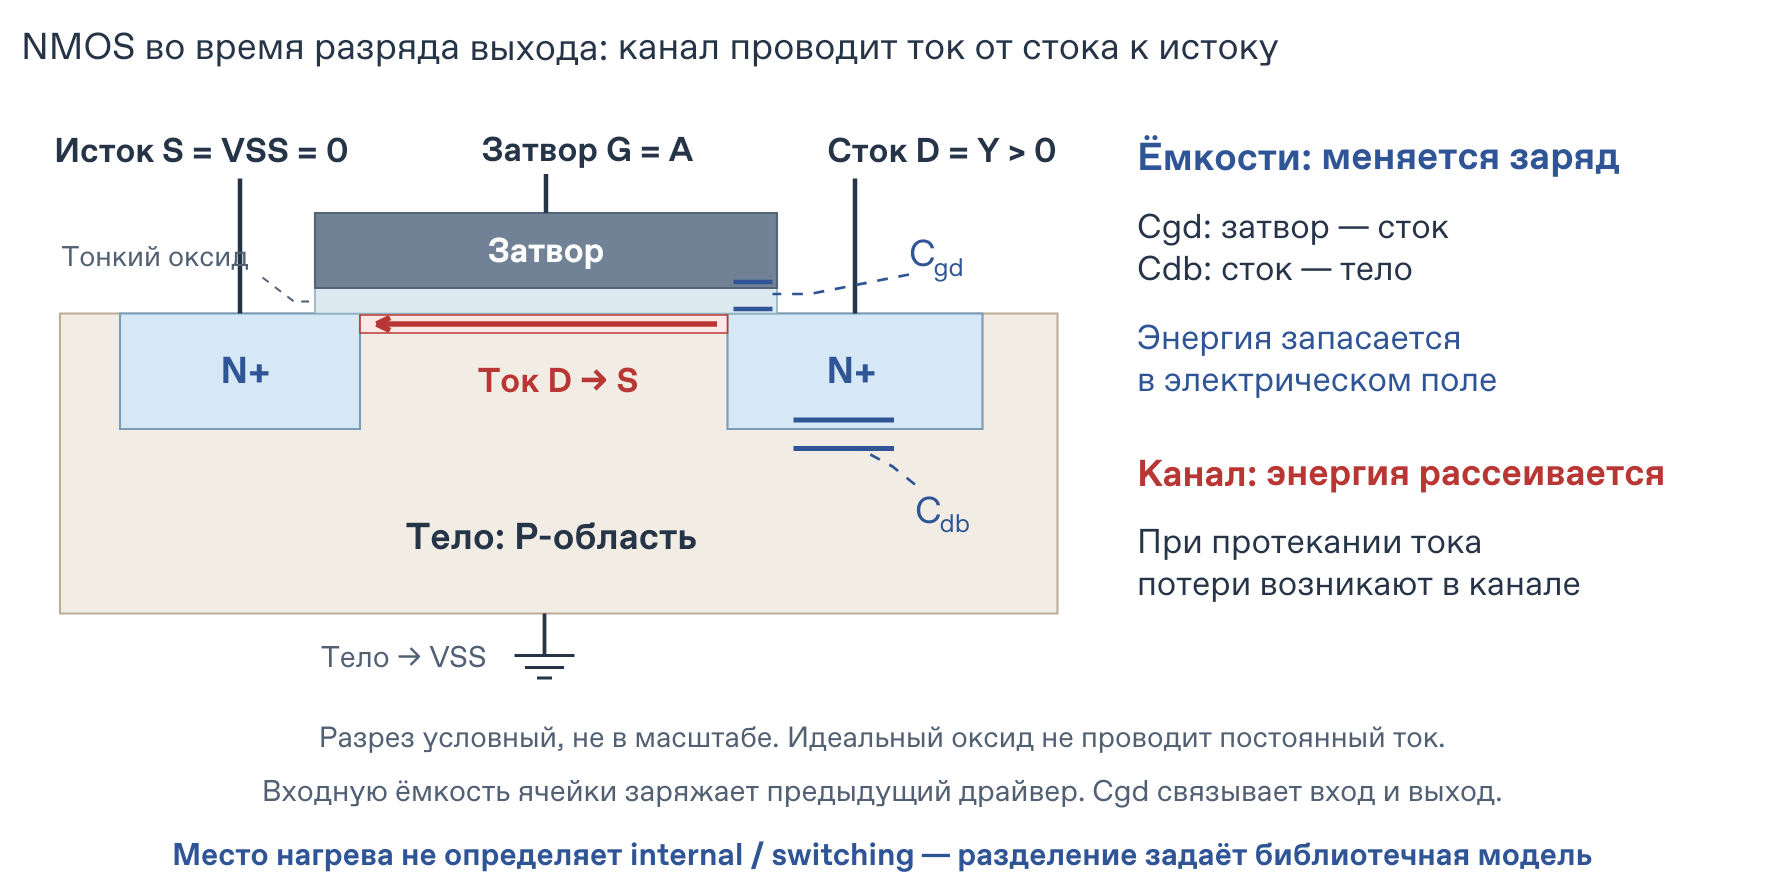 NMOS во время разряда выхода: канал проводит ток от стока к истоку
Исток S = VSS = 0
Затвор G = A
Сток D = Y > 0
Тонкий оксид
Затвор
Cgd
N+
Ток D → S
N+
Cdb
Тело: P-область
Тело → VSS
Ёмкости: меняется заряд
Cgd: затвор — сток
Cdb: сток — тело
Энергия запасается
в электрическом поле
Канал: энергия рассеивается
При протекании тока
потери возникают в канале
Разрез условный, не в масштабе. Идеальный оксид не проводит постоянный ток.
Входную ёмкость ячейки заряжает предыдущий драйвер. Cgd связывает вход и выход.
Место нагрева не определяет internal / switching — разделение задаёт библиотечная модель